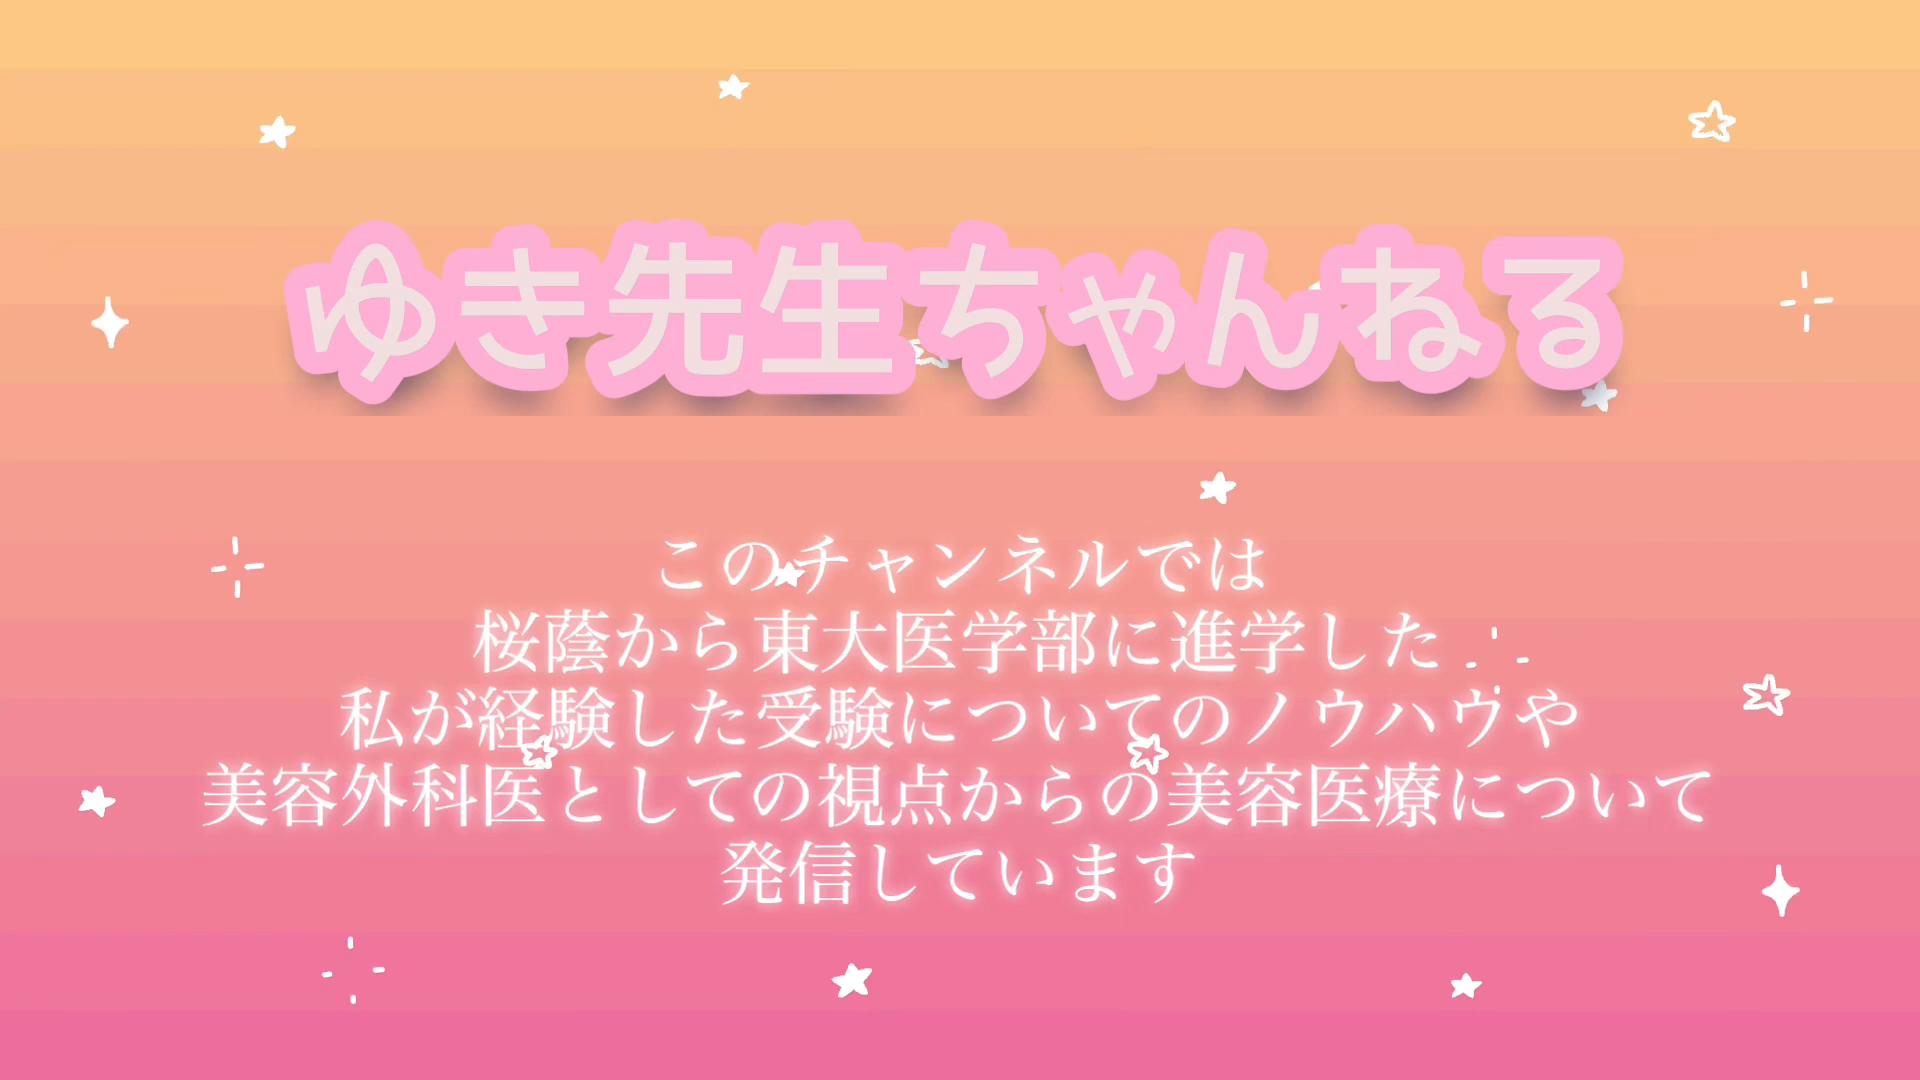 ゆき先生ちゃんねる
このチャンネルでは
桜蔭から東大医学部に進学した
私が経験した受験についてのノウハウや
美容外科医としての視点からの美容医療について
発信しています